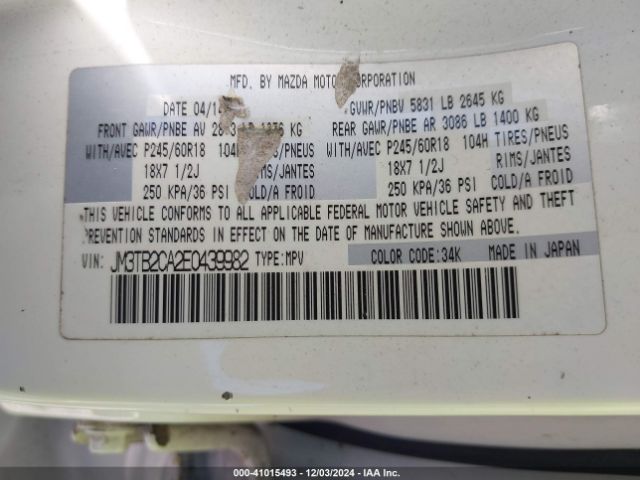 MFD. BY MAZDA MOTOR CORPORATION
DATE 04/14 GVWR/PNBV 5831 LB 2645 KG
FRONT GAWR/PNBE AV KG REAR GAWR/PNBE AR 3086 LB 1400 KG
WITH/AVEC P245/60R18 TIRES/PNEUS WITH/AVEC P245/60R18 104H TIRES/PNEUS
18X7 1/2J RIMS/JANTES 18X7 1/2J RIMS/JANTES
250 KPA/36 PSI COLD/A FROID 250 KPA/36 PSI COLD/A FROID
THIS VEHICLE CONFORMS TO ALL APPLICABLE FEDERAL MOTOR VEHICLE SAFETY AND THEFT
PREVENTION STANDARDS IN EFFECT ON THE DATE OF MANUFACTURE SHOWN ABOVE.
VIN: JM3TB2CA2E0439982 TYPE:MPV COLOR CODE:34K MADE IN JAPAN
000-41015493 - 12/03/2024 - IAA Inc.